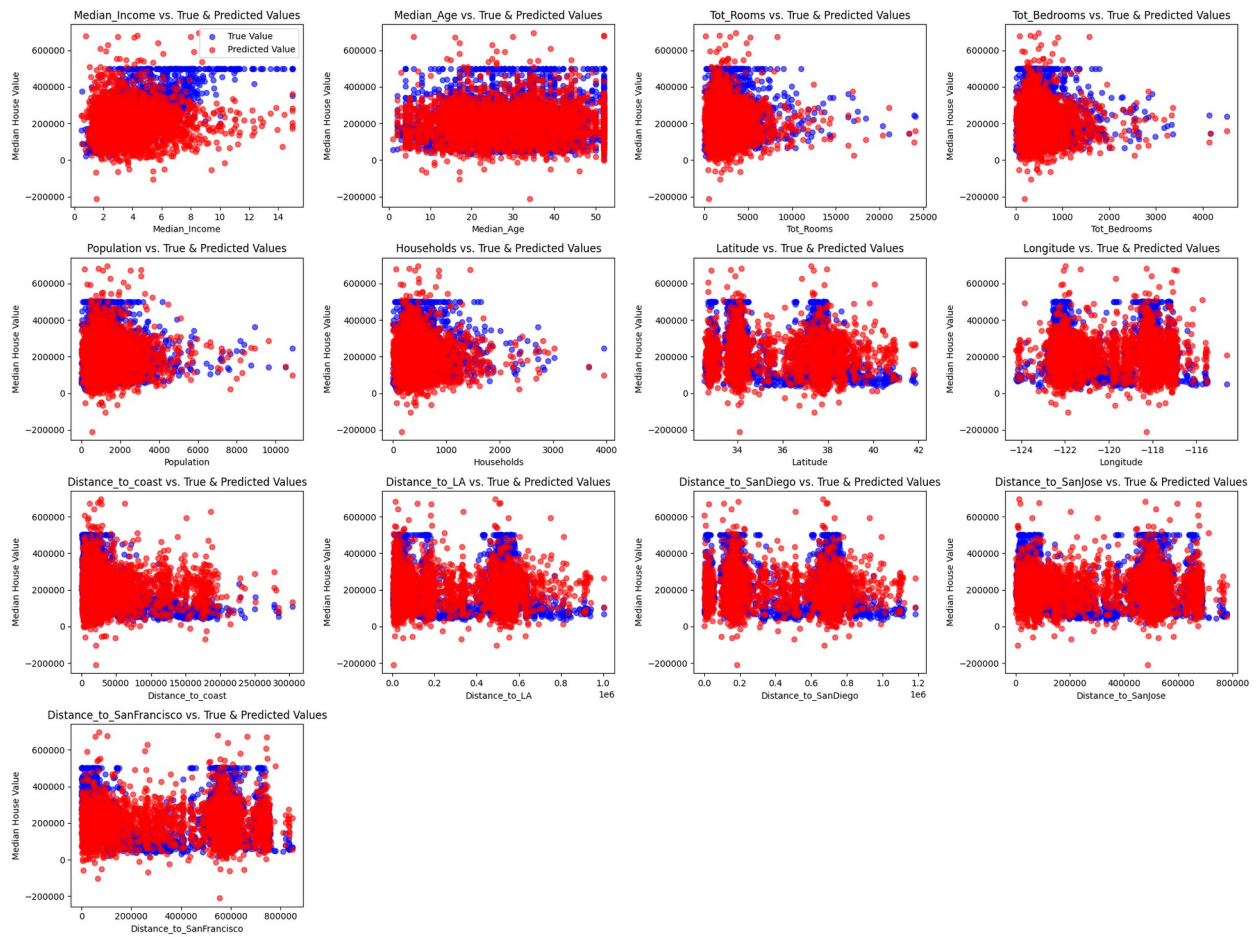 Median_Income vs. True & Predicted Values
True Value
Predicted Value
600000
400000
200000
0
−200000
Median House Value
0 2 4 6 8 10 12 14
Median_Income
Median_Age vs. True & Predicted Values
600000
400000
200000
0
−200000
Median House Value
0 10 20 30 40 50
Median_Age
Tot_Rooms vs. True & Predicted Values
600000
400000
200000
0
−200000
Median House Value
0 5000 10000 15000 20000 25000
Tot_Rooms
Tot_Bedrooms vs. True & Predicted Values
600000
400000
200000
0
−200000
Median House Value
0 1000 2000 3000 4000
Tot_Bedrooms
Population vs. True & Predicted Values
600000
400000
200000
0
−200000
Median House Value
0 2000 4000 6000 8000 10000
Population
Households vs. True & Predicted Values
600000
400000
200000
0
−200000
Median House Value
0 1000 2000 3000 4000
Households
Latitude vs. True & Predicted Values
600000
400000
200000
0
−200000
Median House Value
34 36 38 40 42
Latitude
Longitude vs. True & Predicted Values
600000
400000
200000
0
−200000
Median House Value
−124 −122 −120 −118 −116
Longitude
Distance_to_coast vs. True & Predicted Values
600000
400000
200000
0
−200000
Median House Value
0 50000 100000 150000 200000 250000 300000
Distance_to_coast
Distance_to_LA vs. True & Predicted Values
600000
400000
200000
0
−200000
Median House Value
0.0 0.2 0.4 0.6 0.8 1.0
1e6
Distance_to_LA
Distance_to_SanDiego vs. True & Predicted Values
600000
400000
200000
0
−200000
Median House Value
0.0 0.2 0.4 0.6 0.8 1.0 1.2
1e6
Distance_to_SanDiego
Distance_to_SanJose vs. True & Predicted Values
600000
400000
200000
0
−200000
Median House Value
0 200000 400000 600000 800000
Distance_to_SanJose
Distance_to_SanFrancisco vs. True & Predicted Values
600000
400000
200000
0
−200000
Median House Value
0 200000 400000 600000 800000
Distance_to_SanFrancisco